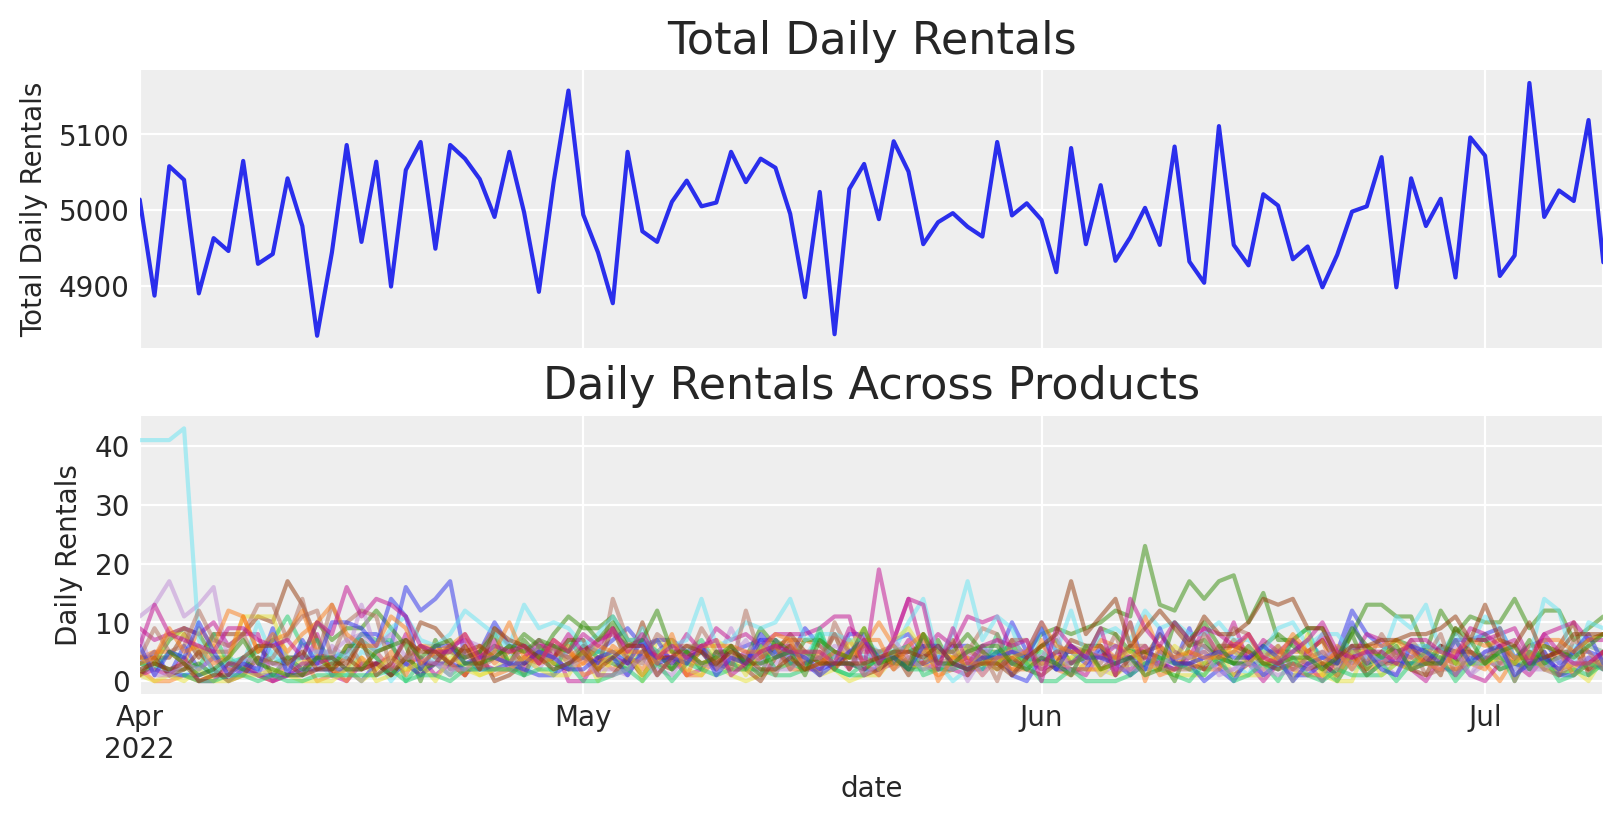 Total Daily Rentals
Total Daily Rentals
5100
5000
4900
Daily Rentals Across Products
Daily Rentals
40
30
20
10
0
Apr
2022
May
Jun
Jul
date